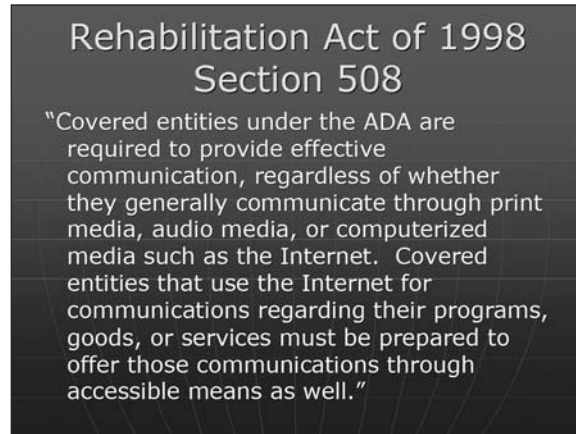 Rehabilitation Act of 1998
Section 508
“Covered entities under the ADA are
required to provide effective
communication, regardless of whether
they generally communicate through print
media, audio media, or computerized
media such as the Internet.  Covered
entities that use the Internet for
communications regarding their programs,
goods, or services must be prepared to
offer those communications through
accessible means as well.”